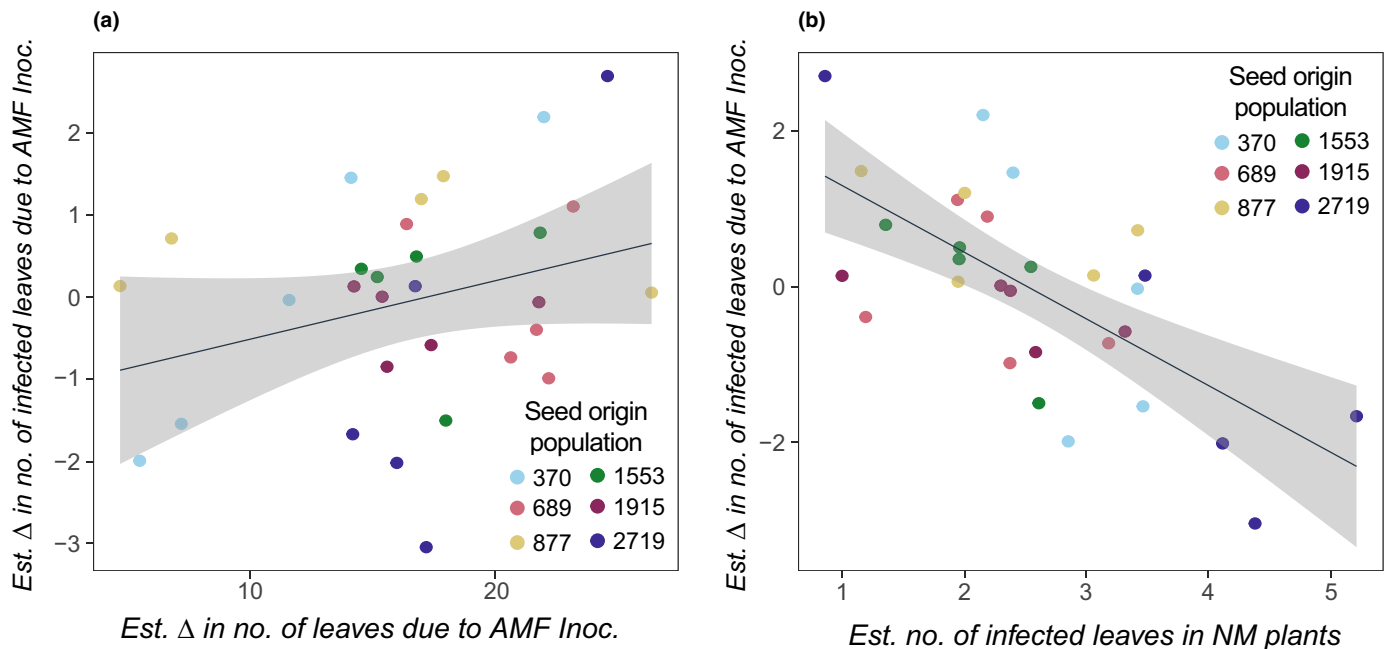 (a)
Est. Δ in no. of infected leaves due to AMF Inoc.
2
1
0
−1
−2
−3
10
20
Est. Δ in no. of leaves due to AMF Inoc.
Seed origin
population
370
1553
689
1915
877
2719
(b)
Est. Δ in no. of infected leaves due to AMF Inoc.
2
0
−2
1
2
3
4
5
Est. no. of infected leaves in NM plants
Seed origin
population
370
1553
689
1915
877
2719